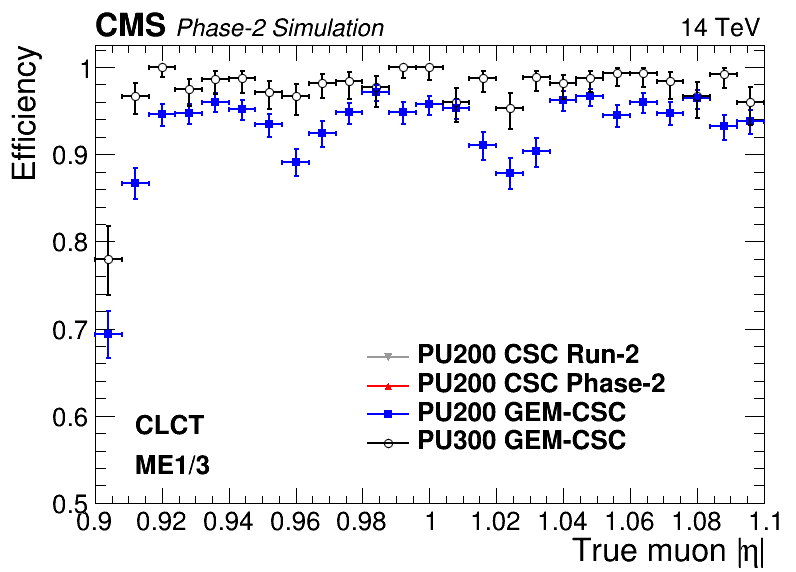 CMS Phase-2 Simulation 14 TeV
Efficiency
1
0.9
0.8
0.7
0.6
0.5
PU200 CSC Run-2
PU200 CSC Phase-2
PU200 GEM-CSC
PU300 GEM-CSC
CLCT
ME1/3
0.9 0.92 0.94 0.96 0.98 1 1.02 1.04 1.06 1.08 1.1
True muon |η|